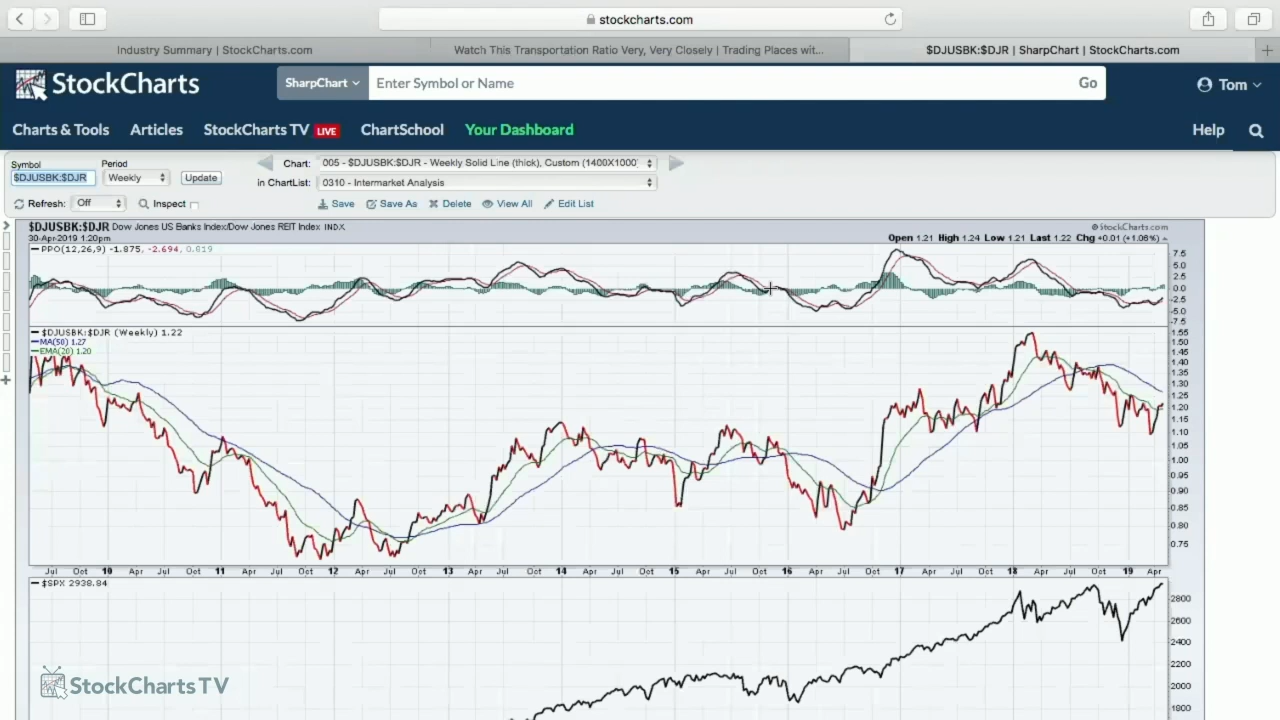 stockcharts.com
Industry Summary | StockCharts.com
Watch This Transportation Ratio Very, Very Closely | Trading Places wit...
$DJUSBK:$DJR | SharpChart | StockCharts.com
StockCharts
SharpChart
Enter Symbol or Name
Go
Tom
Charts & Tools Articles StockCharts TV LIVE ChartSchool Your Dashboard
Help
Symbol Period
$DJUSBK:$DJR Weekly Update
Chart: 005 - $DJUSBK:$DJR - Weekly Solid Line (thick), Custom (1400X1000)
in ChartList: 0310 - Intermarket Analysis
Refresh: Off Inspect
Save Save As Delete View All Edit List
$DJUSBK:$DJR Dow Jones US Banks Index/Dow Jones REIT Index INDX
© StockCharts.com
30-Apr-2019 1:20pm
Open 1.21 High 1.24 Low 1.21 Last 1.22 Chg +0.01 (+1.06%)
PPO(12,26,9) -1.875, -2.694, 0.819
7.5
5.0
2.5
0.0
-2.5
-5.0
-7.5
$DJUSBK:$DJR (Weekly) 1.22
MA(50) 1.27
EMA(20) 1.20
1.55
1.50
1.45
1.40
1.35
1.30
1.25
1.20
1.15
1.10
1.05
1.00
0.95
0.90
0.85
0.80
0.75
Jul Oct 10 Apr Jul Oct 11 Apr Jul Oct 12 Apr Jul Oct 13 Apr Jul Oct 14 Apr Jul Oct 15 Apr Jul Oct 16 Apr Jul Oct 17 Apr Jul Oct 18 Apr Jul Oct 19 Apr
$SPX 2938.84
2800
2600
2400
2200
2000
1800
StockCharts TV